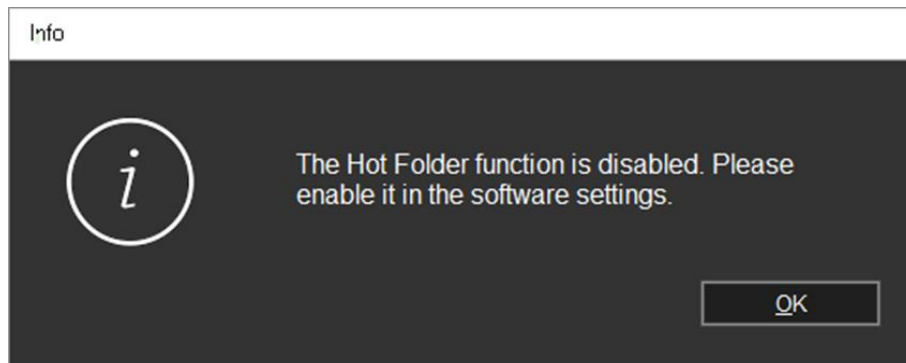 Info
The Hot Folder function is disabled. Please
enable it in the software settings.
OK